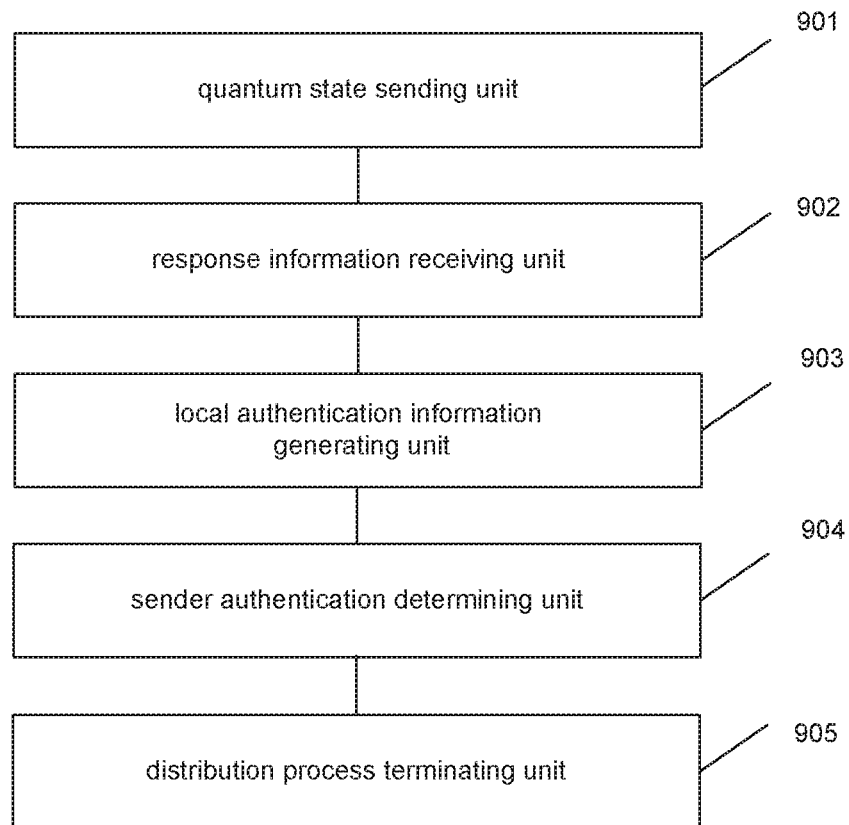 901
quantum state sending unit
902
response information receiving unit
903
local authentication information
generating unit
904
sender authentication determining unit
905
distribution process terminating unit